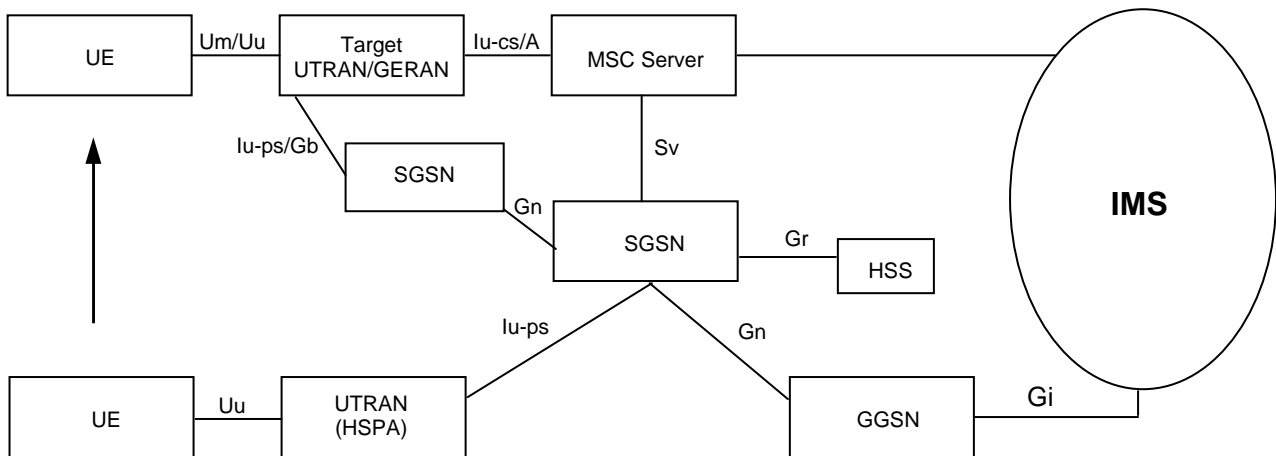 UE
Um/Uu
Target
UTRAN/GERAN
Iu-cs/A
MSC Server
Iu-ps/Gb
SGSN
Gn
Sv
SGSN
Gr
HSS
IMS
Iu-ps
Gn
UE
Uu
UTRAN
(HSPA)
GGSN
Gi